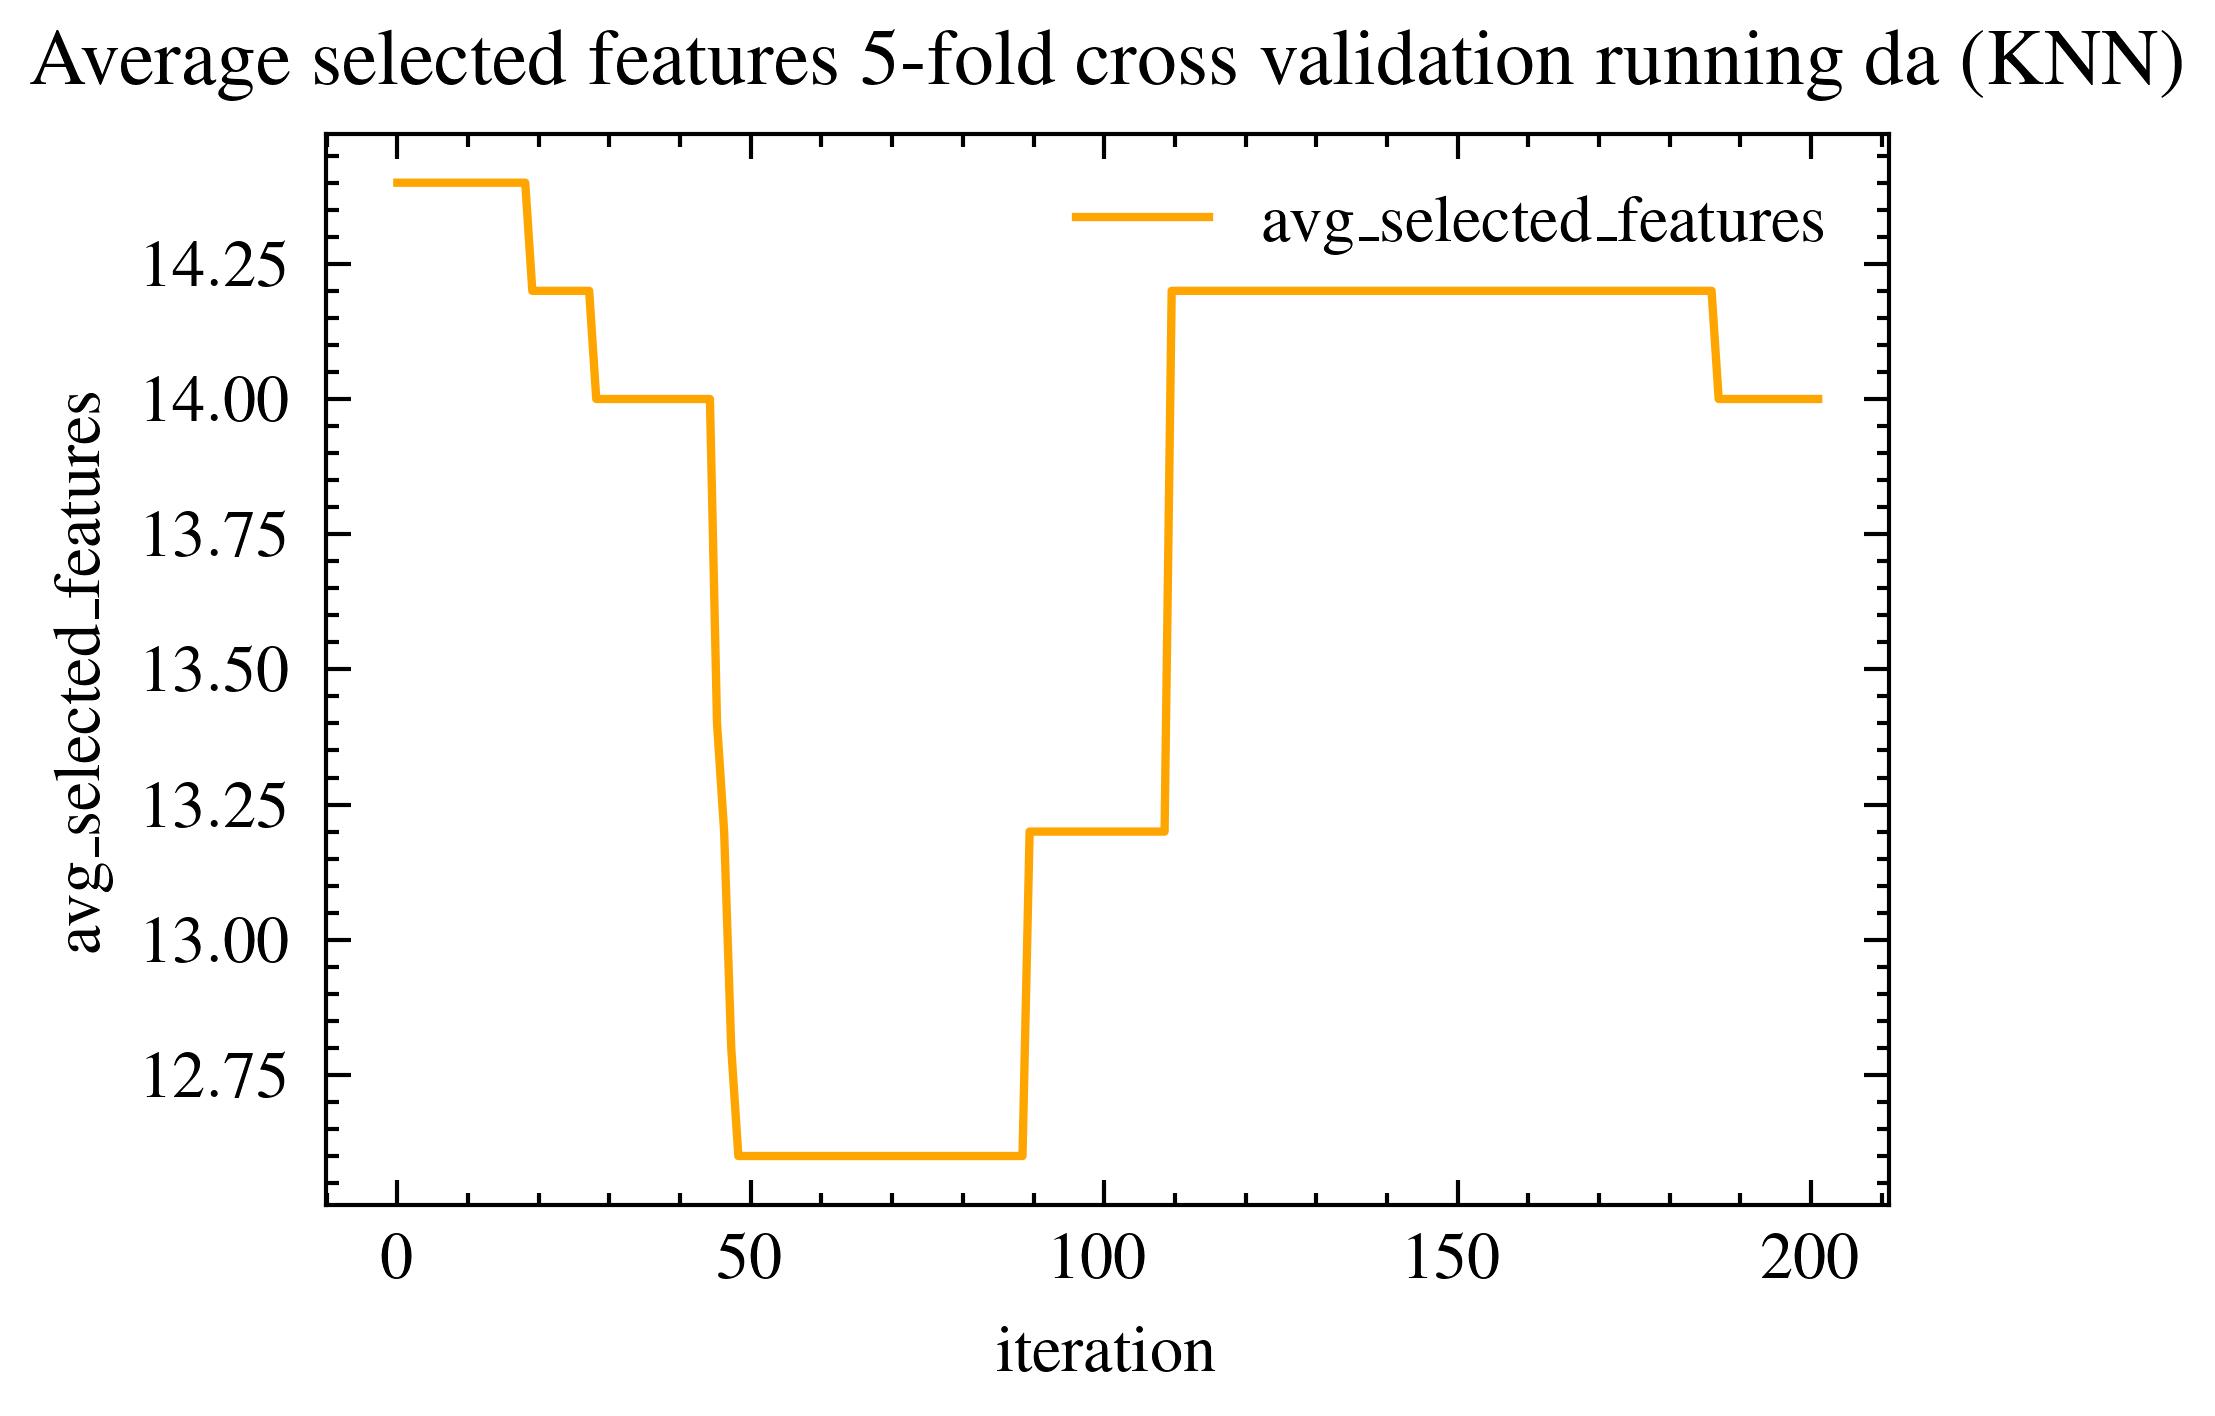 Average selected features 5-fold cross validation running da (KNN)
avg_selected_features
avg_selected_features
14.25
14.00
13.75
13.50
13.25
13.00
12.75
0 50 100 150 200
iteration